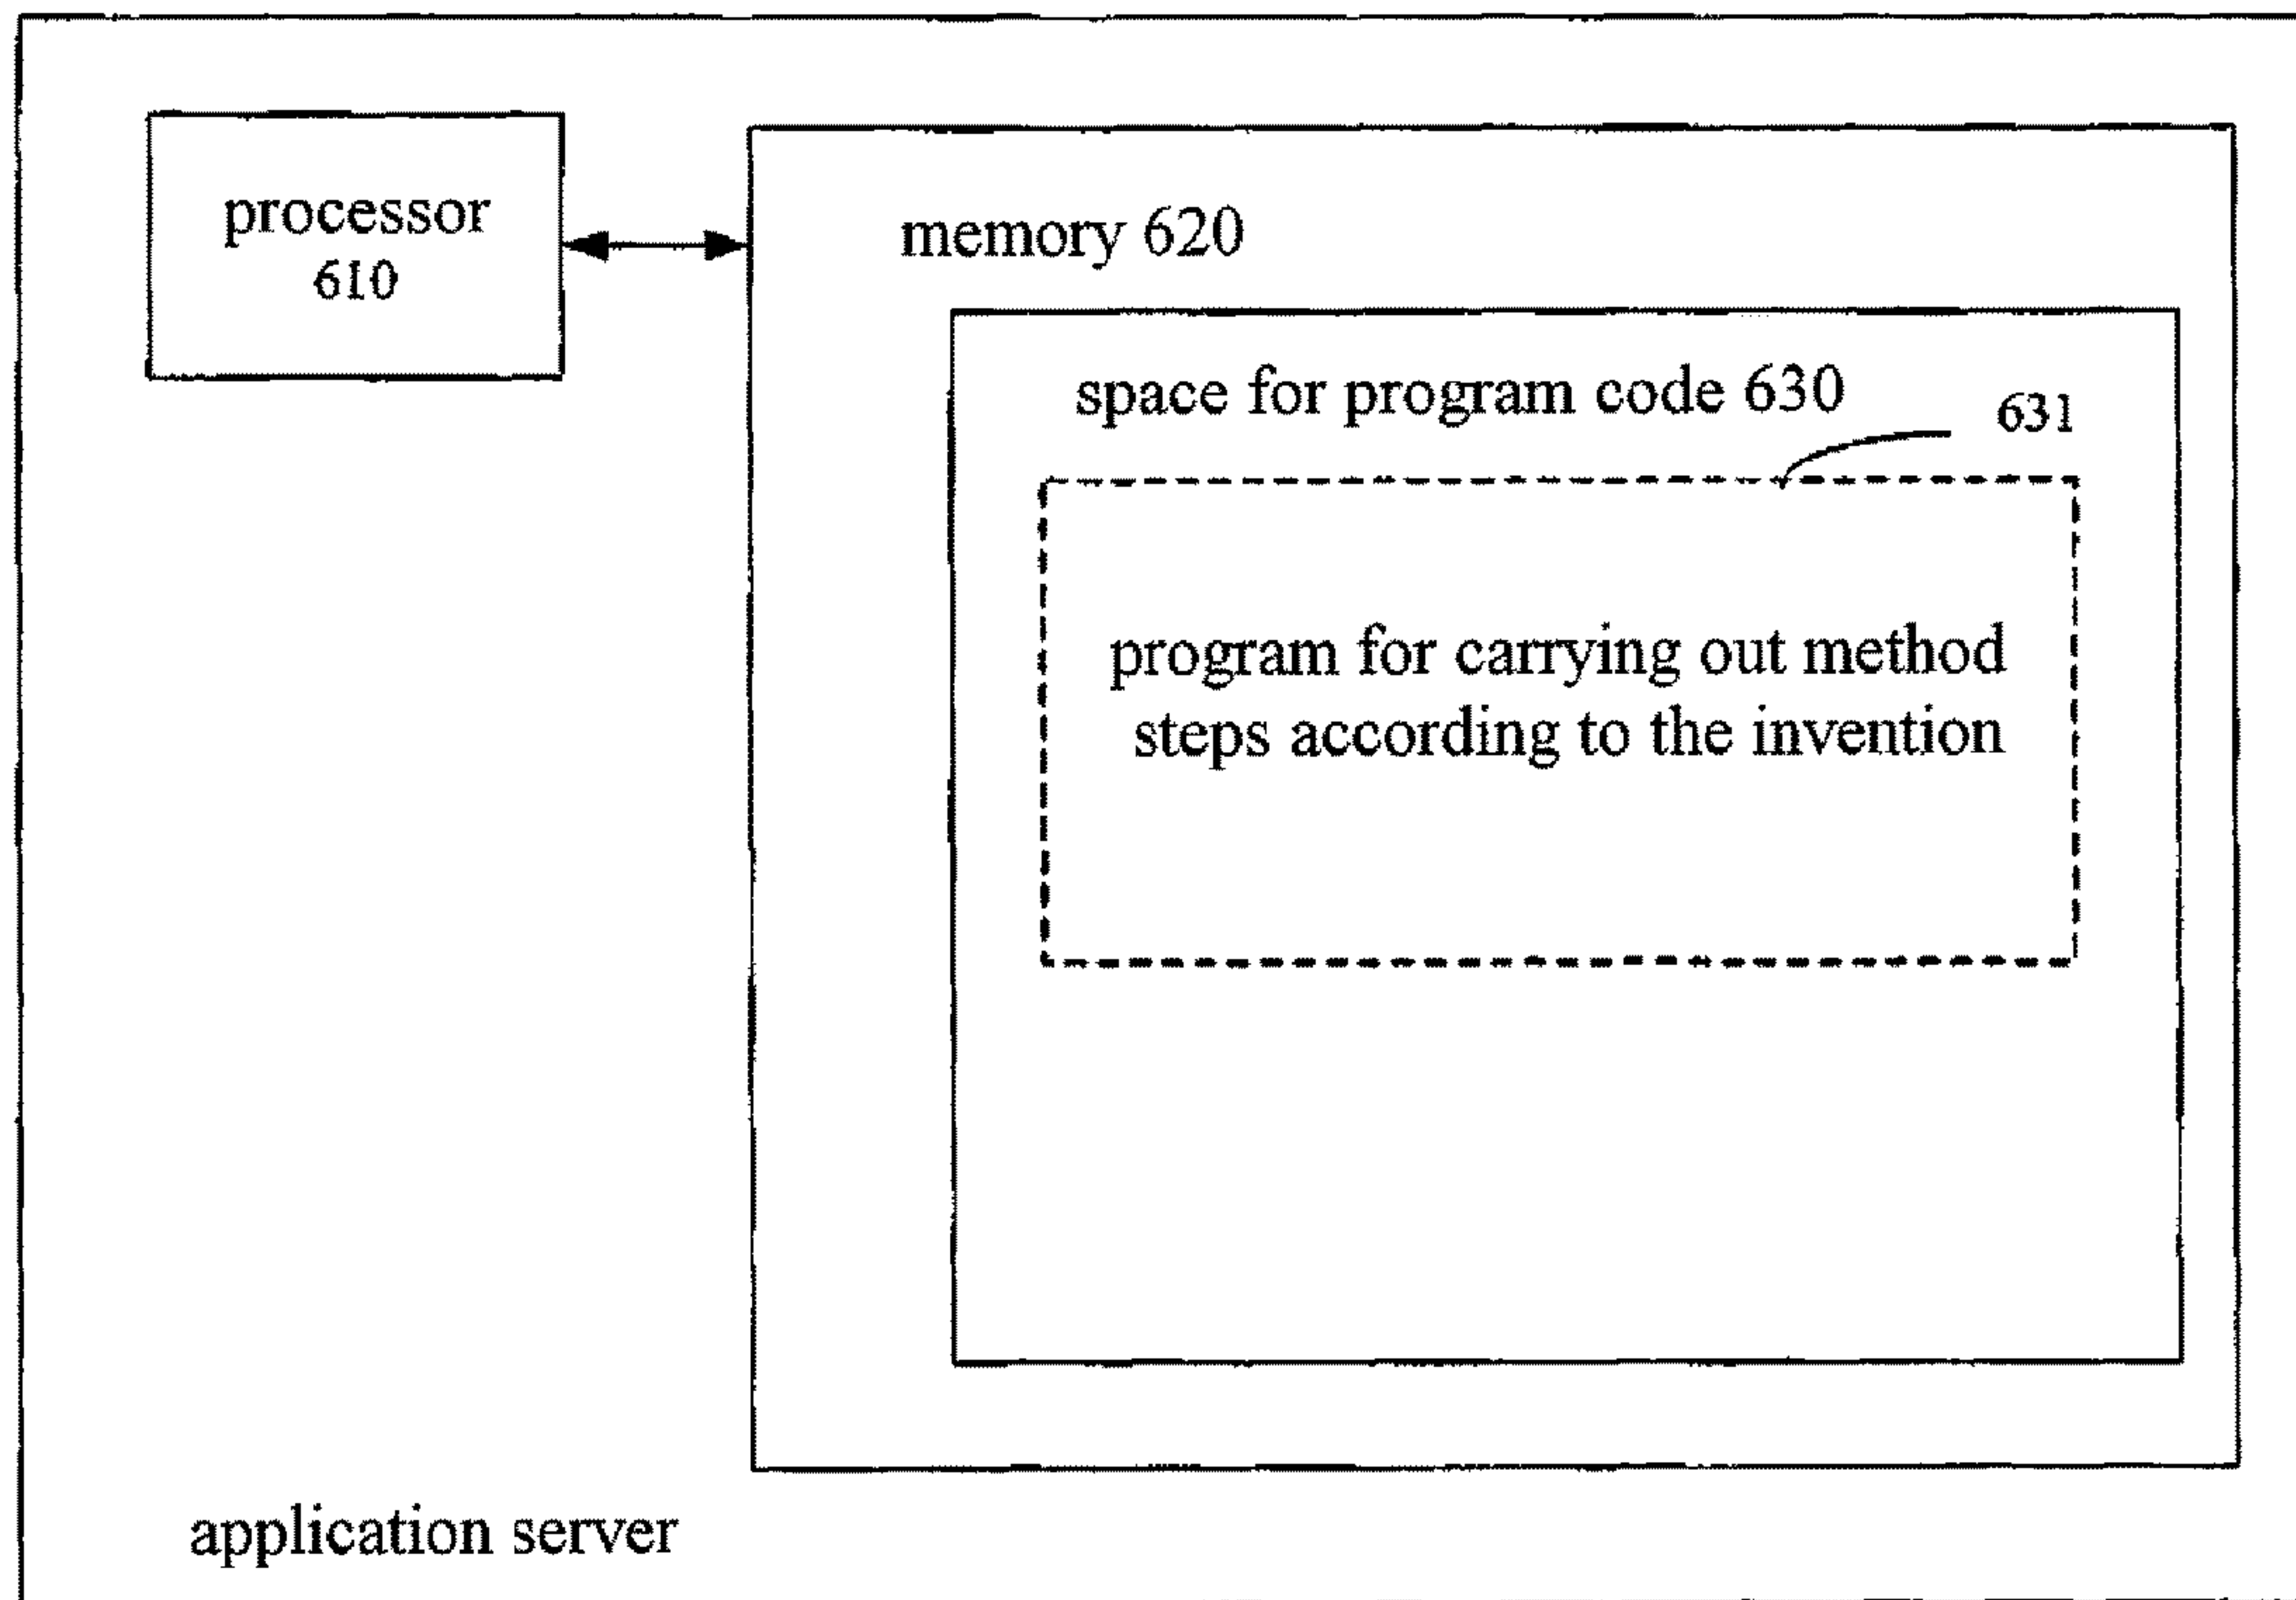 processor
610
memory 620
space for program code 630
631
program for carrying out method
steps according to the invention
application server